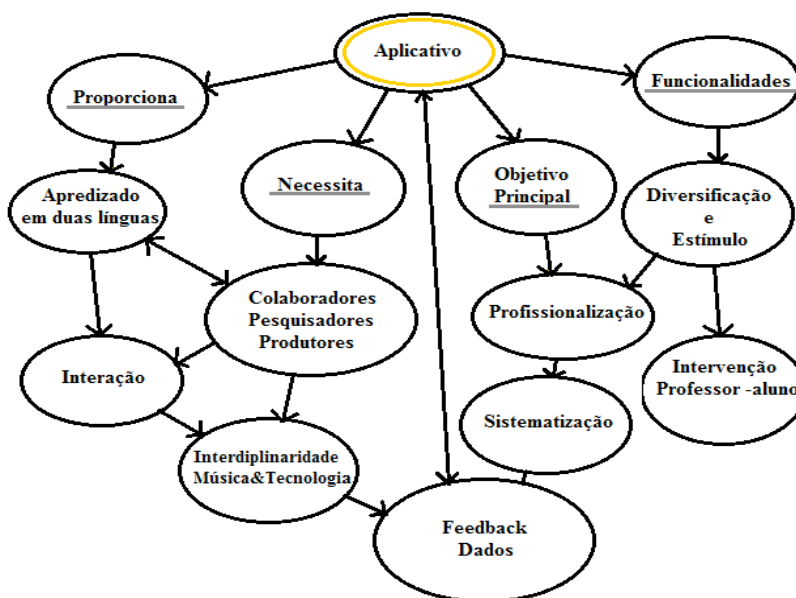 Aplicativo
Proporciona
Funcionalidades
Necessita
Objetivo
Principal
Apredizado
em duas línguas
Diversificação
e
Estímulo
Colaboradores
Pesquisadores
Produtores
Profissionalização
Interação
Intervenção
Professor -aluno
Sistematização
Interdiplinaridade
Música&Tecnologia
Feedback
Dados